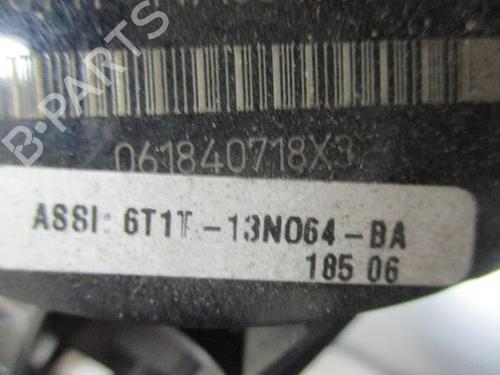 061840718X3
ASSI: 6T1T-13N064-BA
185 06
B-PARTS